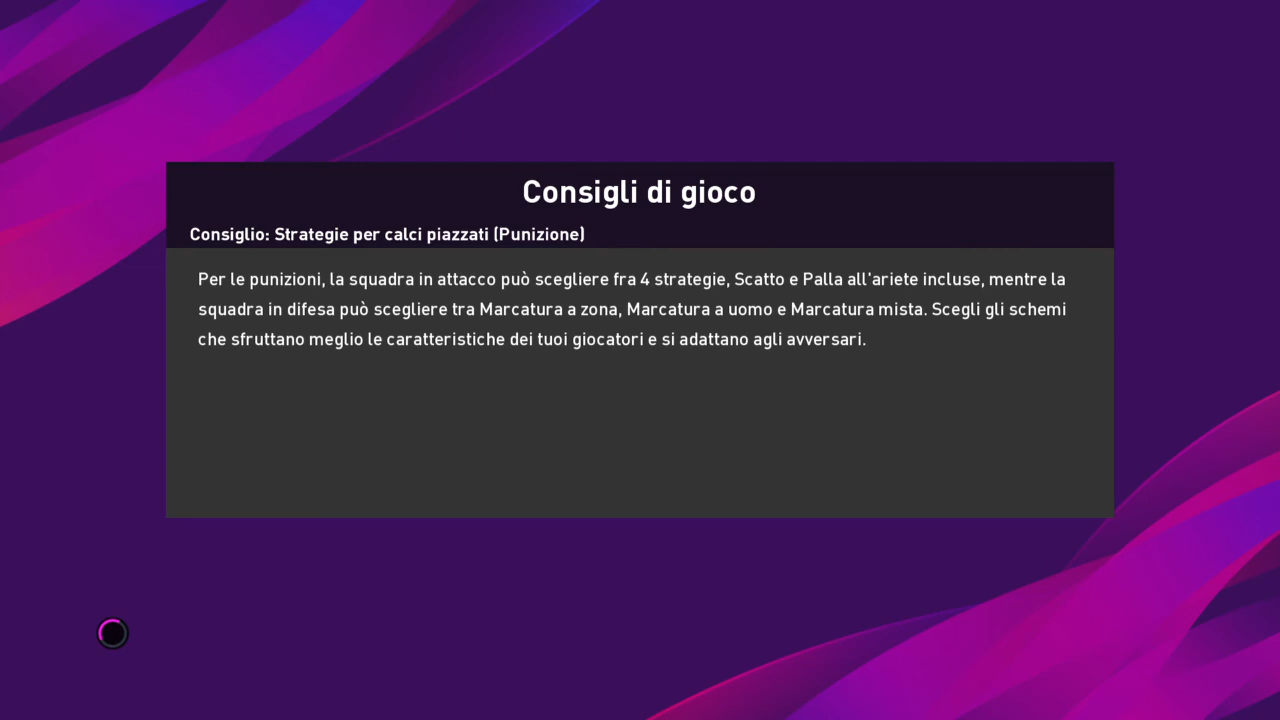 Consigli di gioco
Consiglio: Strategie per calci piazzati (Punizione)
Per le punizioni, la squadra in attacco può scegliere fra 4 strategie, Scatto e Palla all'ariete incluse, mentre la
squadra in difesa può scegliere tra Marcatura a zona, Marcatura a uomo e Marcatura mista. Scegli gli schemi
che sfruttano meglio le caratteristiche dei tuoi giocatori e si adattano agli avversari.